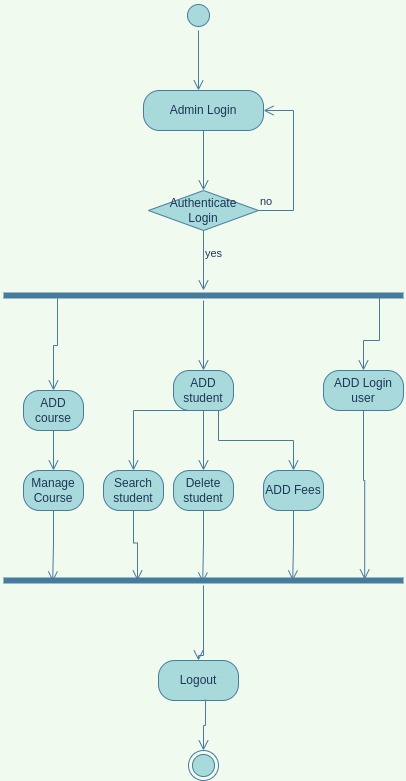 Admin Login
Authenticate
Login
no
yes
ADD
course
ADD
student
ADD Login
user
Manage
Course
Search
student
Delete
student
ADD Fees
Logout